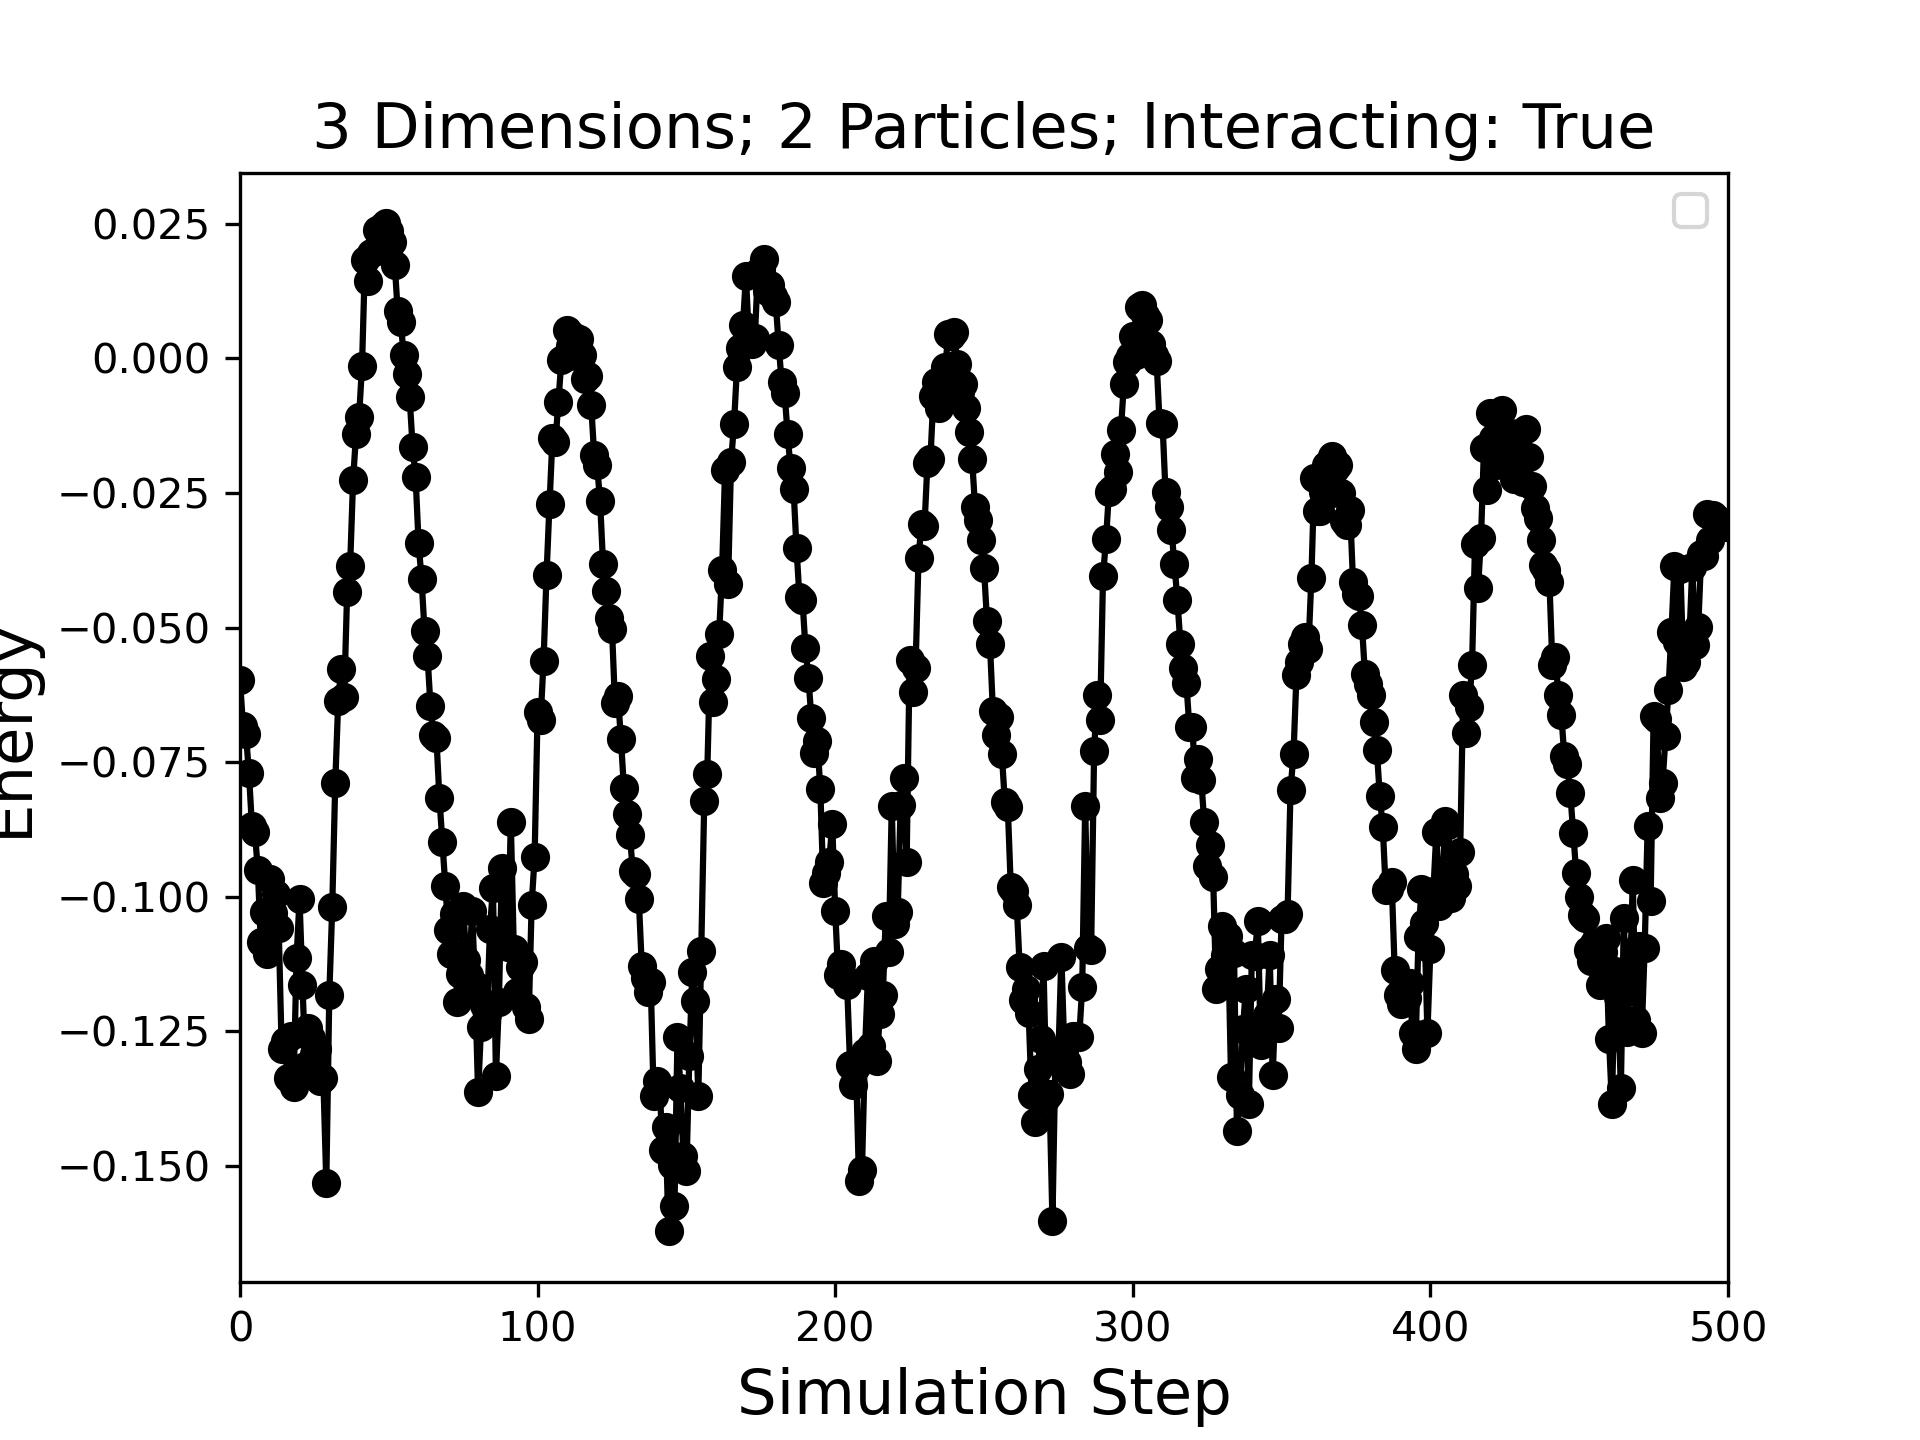 3 Dimensions; 2 Particles; Interacting: True
0.025
0.000
−0.025
−0.050
−0.075
−0.100
−0.125
−0.150
Energy
0 100 200 300 400 500
Simulation Step